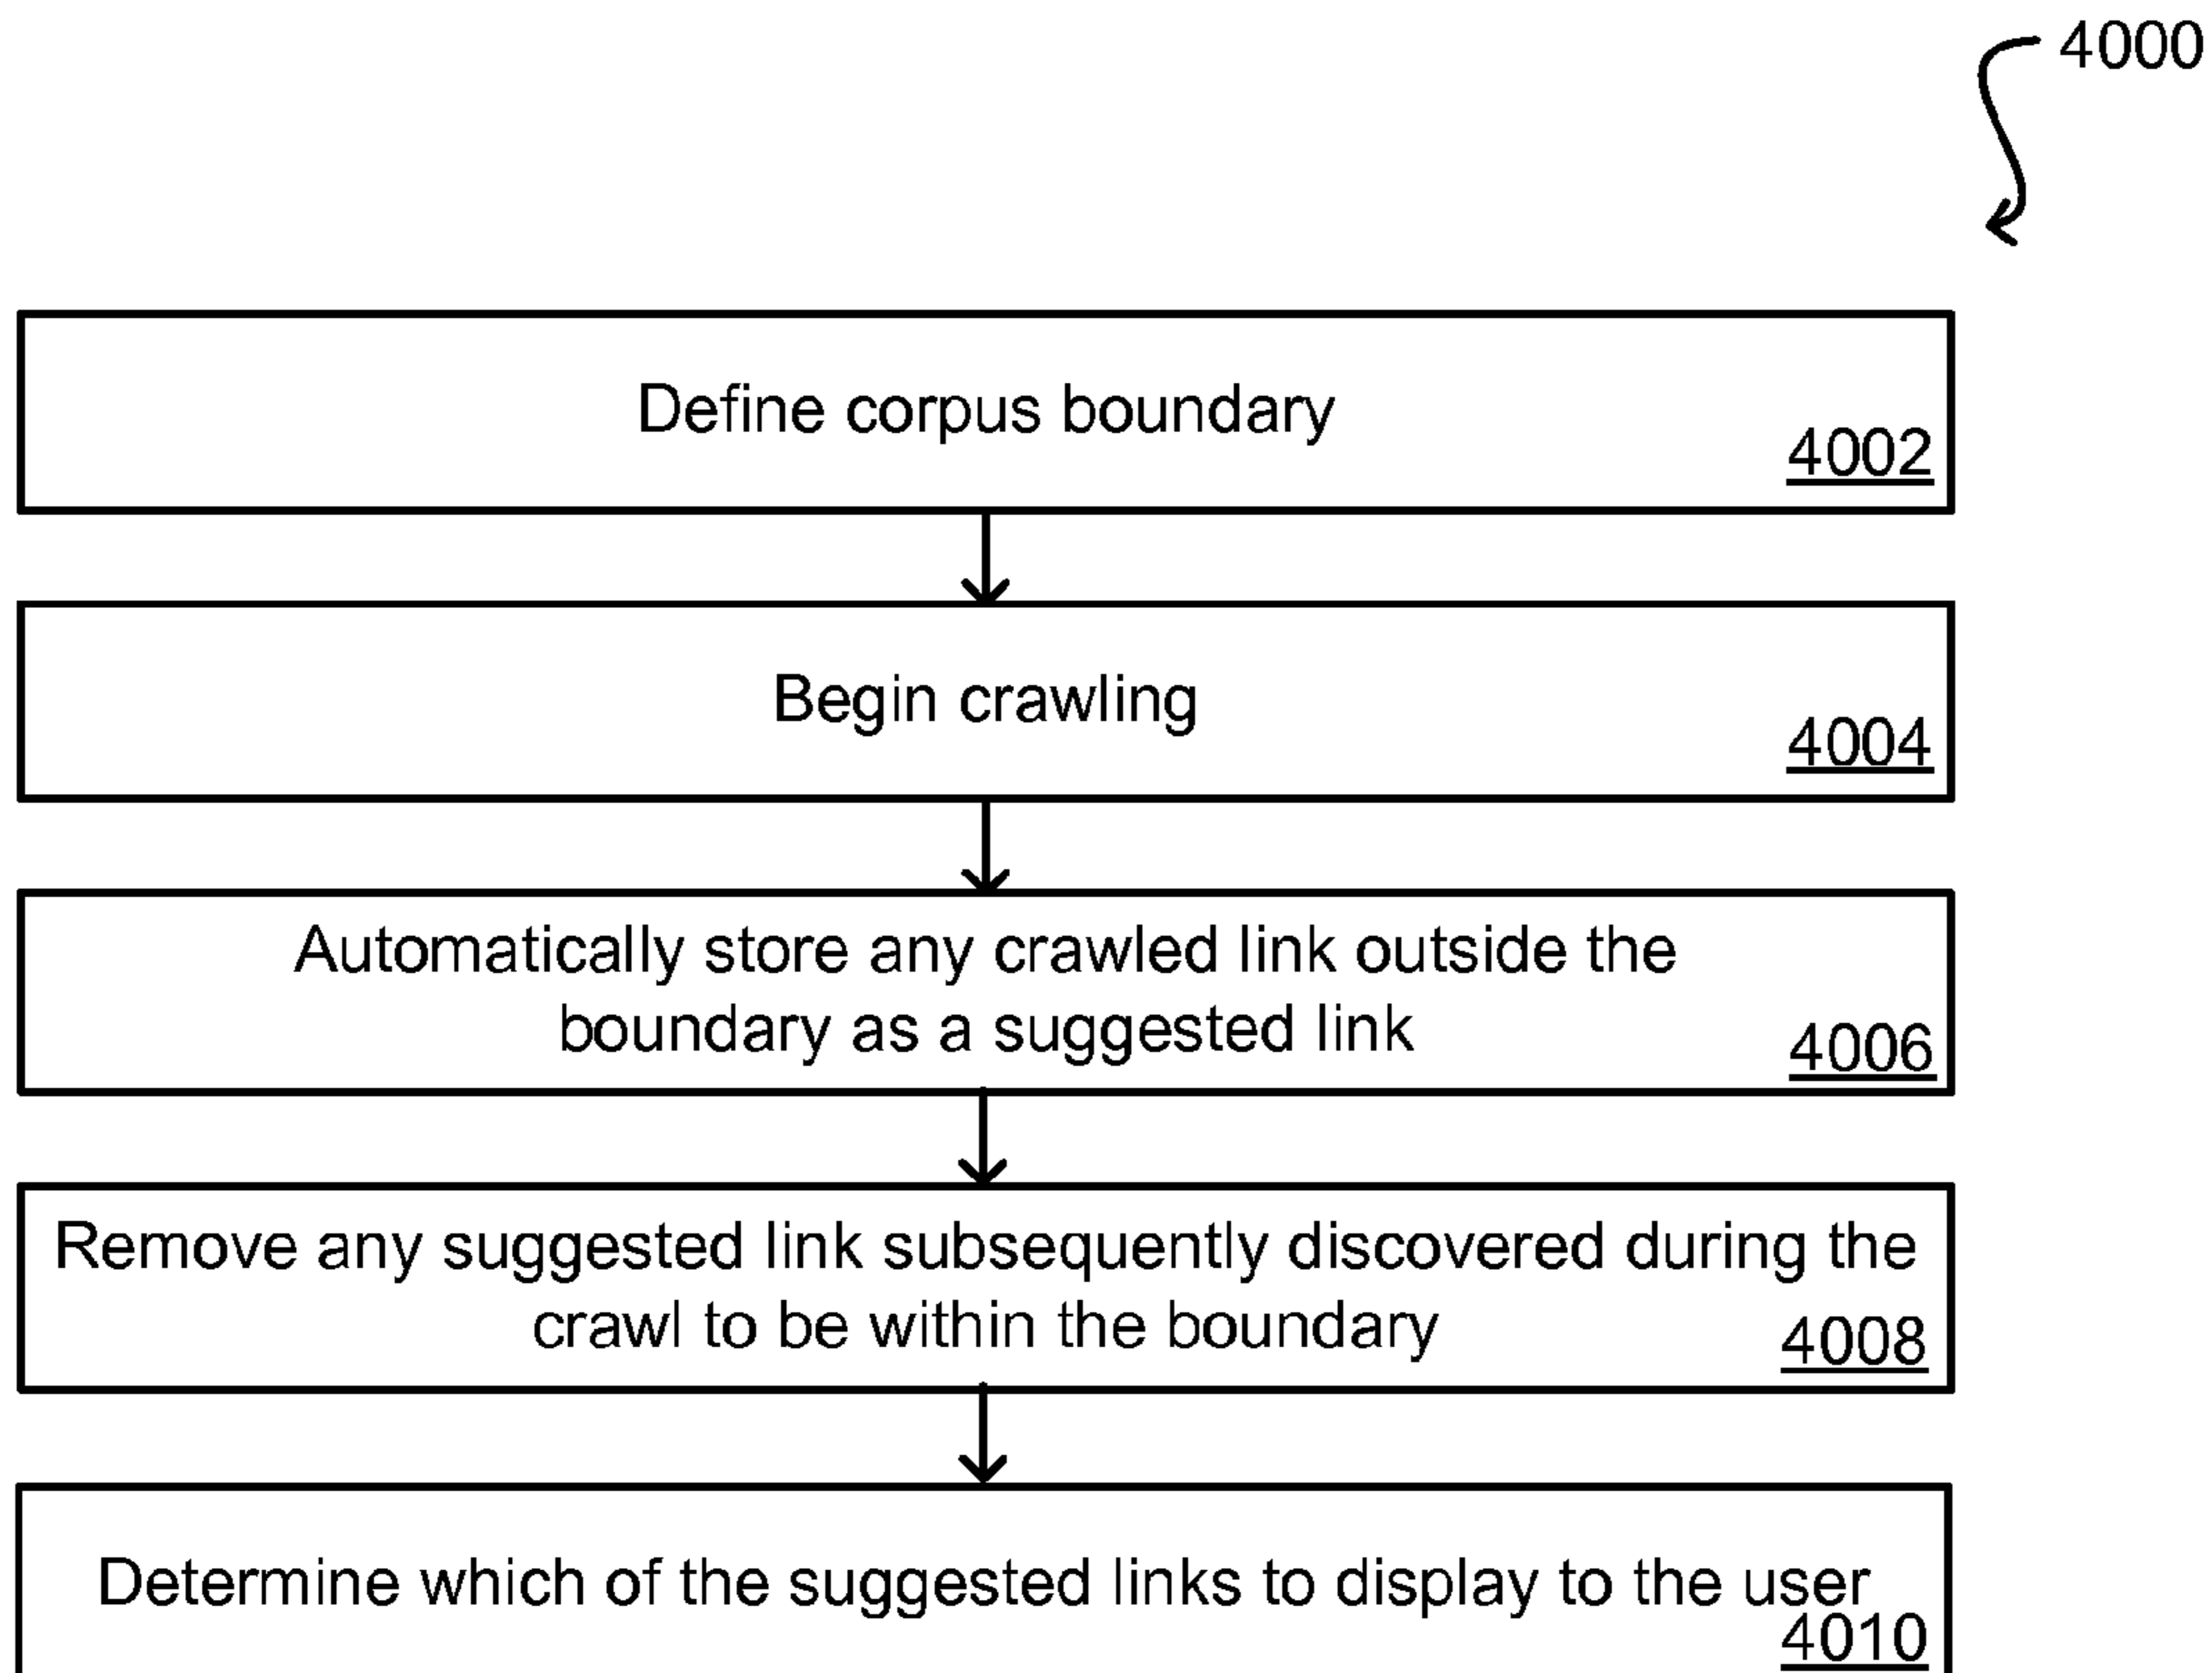 4000
Define corpus boundary
4002
Begin crawling
4004
Automatically store any crawled link outside the
boundary as a suggested link
4006
Remove any suggested link subsequently discovered during the
crawl to be within the boundary
4008
Determine which of the suggested links to display to the user
4010